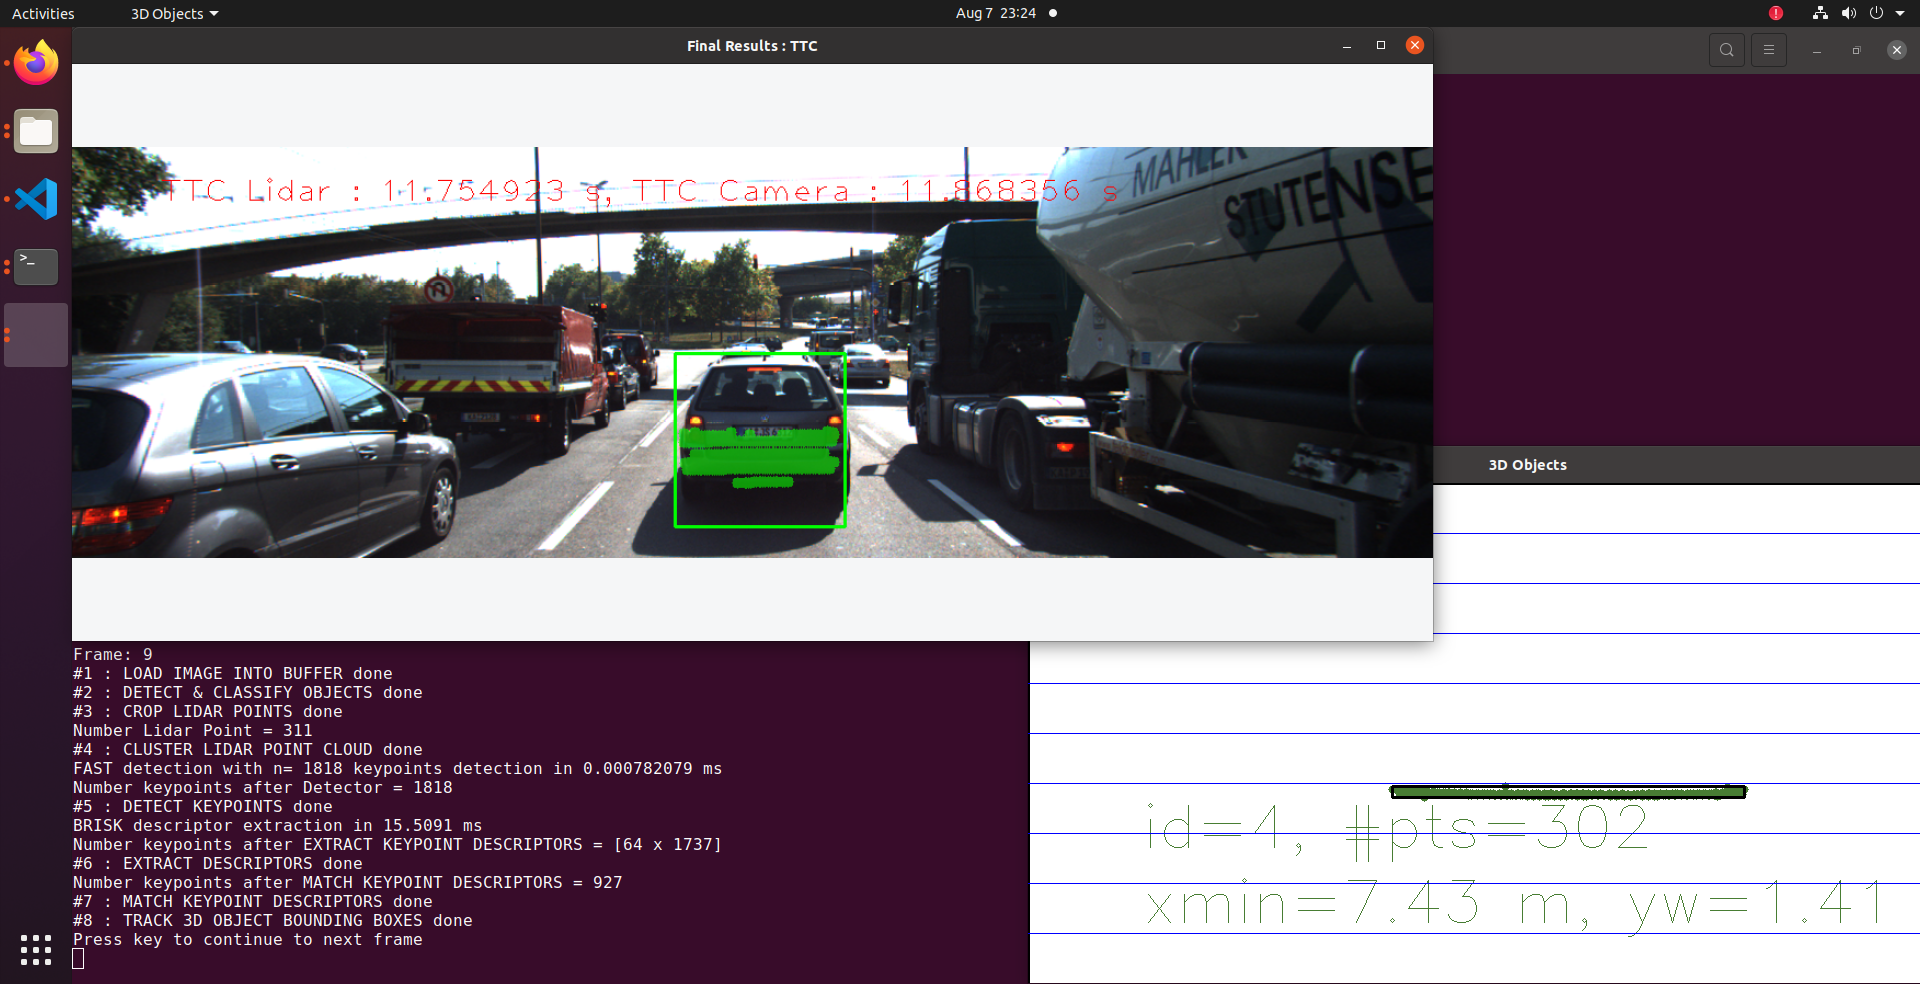 Activities
3D Objects
Aug 7 23:24
Final Results : TTC
TTC Lidar : 11.754923 s, TTC Camera : 11.868356 s
MAHLER
STUTENSE
>_
3D Objects
Frame: 9
#1 : LOAD IMAGE INTO BUFFER done
#2 : DETECT & CLASSIFY OBJECTS done
#3 : CROP LIDAR POINTS done
Number Lidar Point = 311
#4 : CLUSTER LIDAR POINT CLOUD done
FAST detection with n= 1818 keypoints detection in 0.000782079 ms
Number keypoints after Detector = 1818
#5 : DETECT KEYPOINTS done
BRISK descriptor extraction in 15.5091 ms
Number keypoints after EXTRACT KEYPOINT DESCRIPTORS = [64 x 1737]
#6 : EXTRACT DESCRIPTORS done
Number keypoints after MATCH KEYPOINT DESCRIPTORS = 927
#7 : MATCH KEYPOINT DESCRIPTORS done
#8 : TRACK 3D OBJECT BOUNDING BOXES done
Press key to continue to next frame
id=4, #pts=302
xmin=7.43 m, yw=1.41